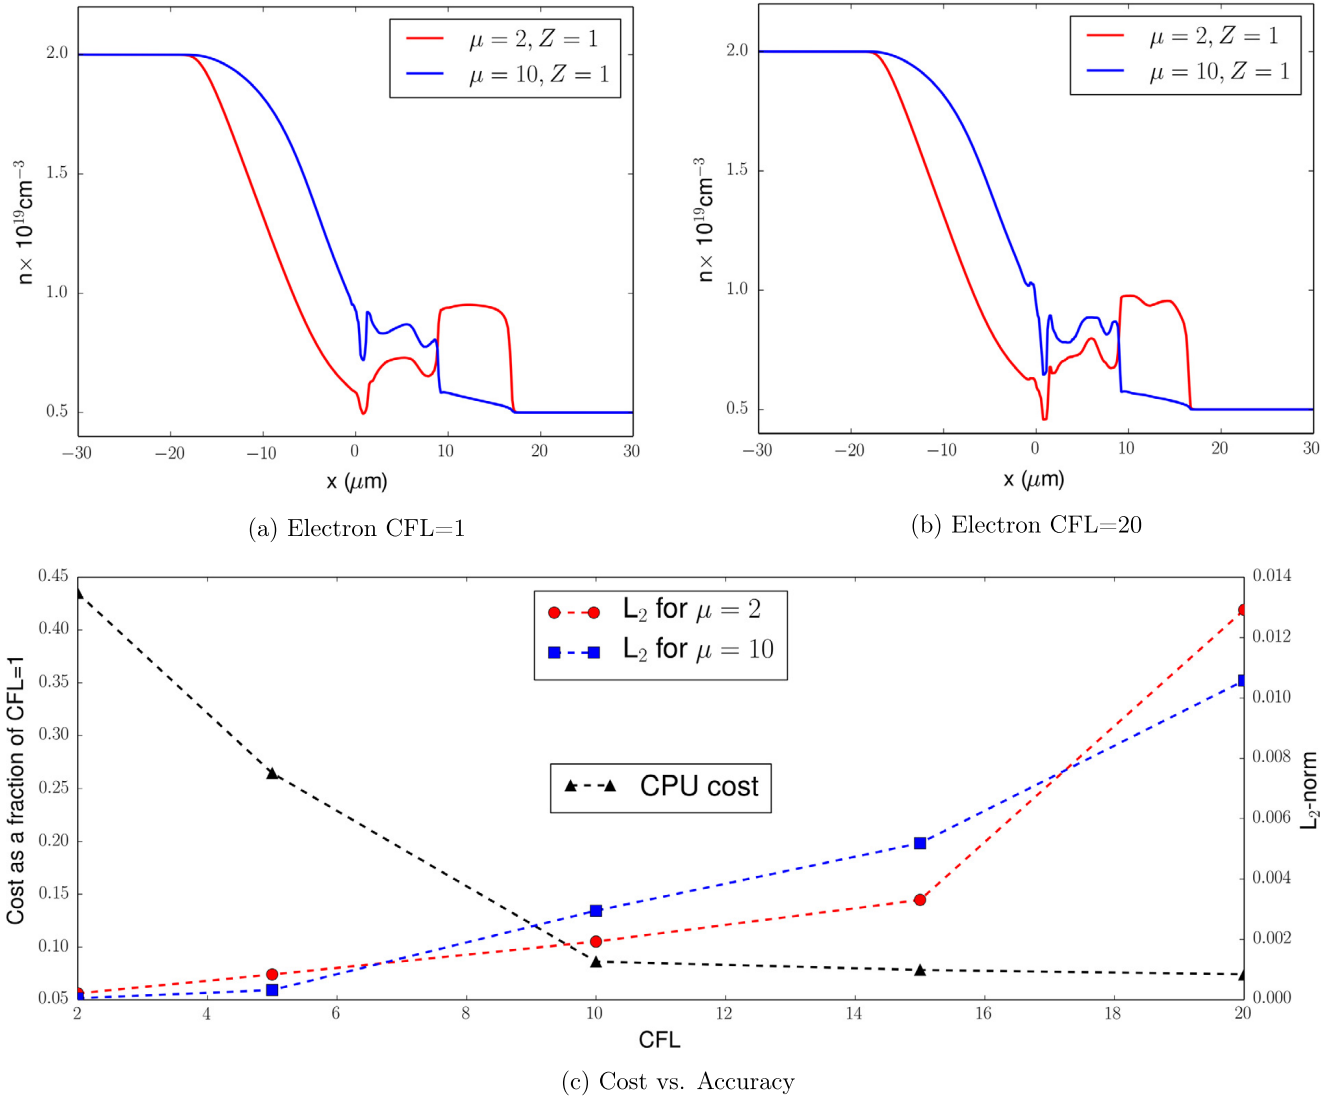 2.0
1.5
1.0
0.5
n× 10¹⁹cm⁻³
μ = 2, Z = 1
μ = 10, Z = 1
−30 −20 −10 0 10 20 30
x (μm)
(a) Electron CFL=1
2.0
1.5
1.0
0.5
n× 10¹⁹cm⁻³
μ = 2, Z = 1
μ = 10, Z = 1
−30 −20 −10 0 10 20 30
x (μm)
(b) Electron CFL=20
0.45
0.40
0.35
0.30
0.25
0.20
0.15
0.10
0.05
Cost as a fraction of CFL=1
L₂ for μ = 2
L₂ for μ = 10
CPU cost
0.014
0.012
0.010
0.008
0.006
0.004
0.002
0.000
L₂-norm
2 4 6 8 10 12 14 16 18 20
CFL
(c) Cost vs. Accuracy